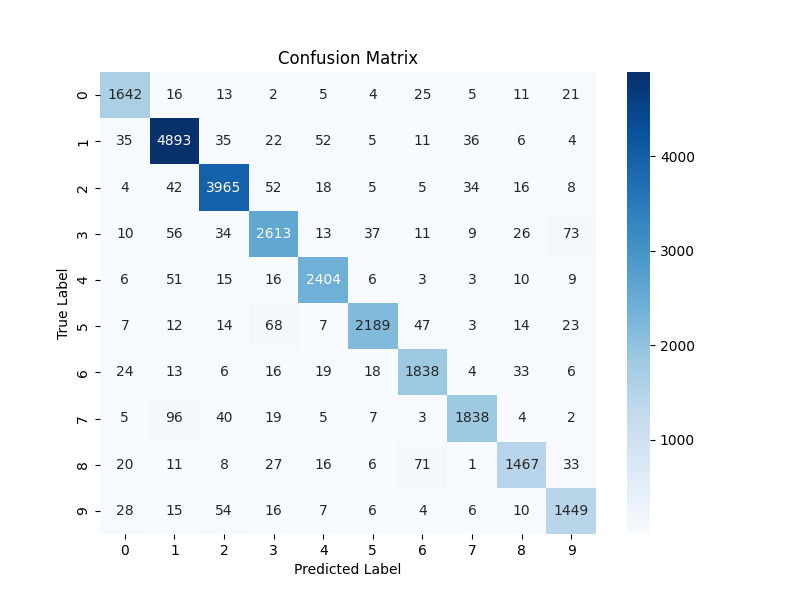 Confusion Matrix
0 1642 16 13 2 5 4 25 5 11 21
1 35 4893 35 22 52 5 11 36 6 4
2 4 42 3965 52 18 5 5 34 16 8
3 10 56 34 2613 13 37 11 9 26 73
4 6 51 15 16 2404 6 3 3 10 9
5 7 12 14 68 7 2189 47 3 14 23
6 24 13 6 16 19 18 1838 4 33 6
7 5 96 40 19 5 7 3 1838 4 2
8 20 11 8 27 16 6 71 1 1467 33
9 28 15 54 16 7 6 4 6 10 1449
0 1 2 3 4 5 6 7 8 9
Predicted Label
True Label
4000
3000
2000
1000